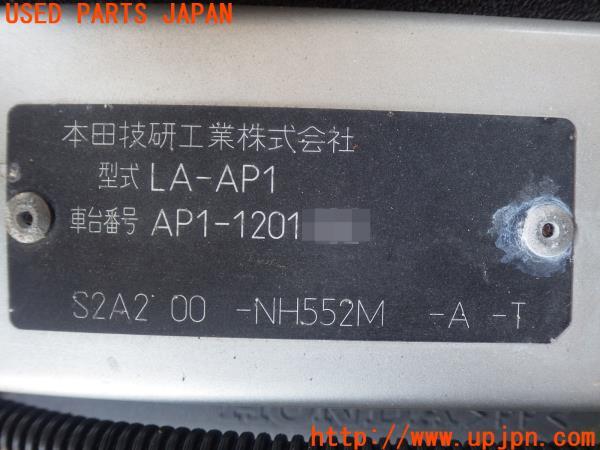 USED PARTS JAPAN
本田技研工業株式会社
型式 LA-AP1
車台番号 AP1-1201
S2A2 00 -NH552M -A -T
U P J
http://www.upjpn.com/